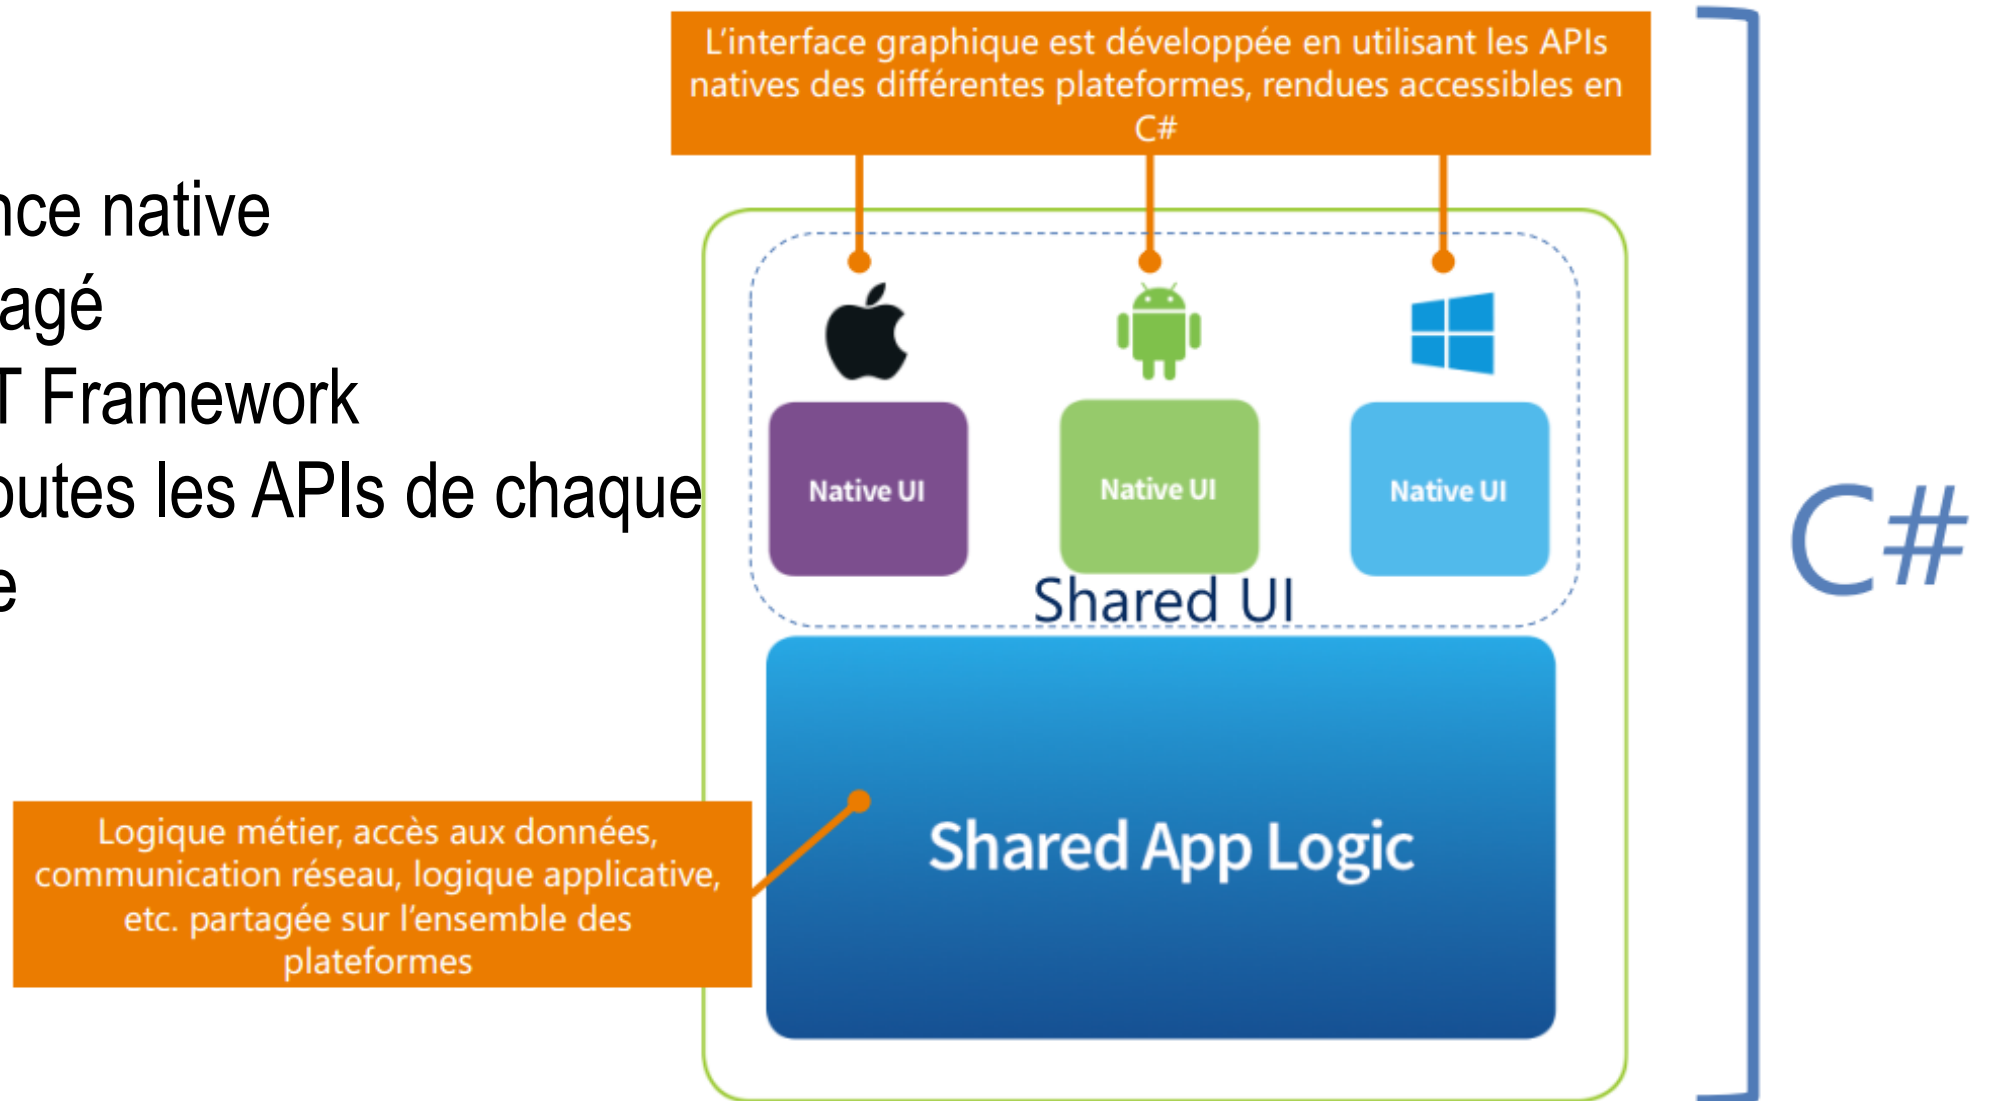 L'interface graphique est développée en utilisant les APIs
natives des différentes plateformes, rendues accessibles en
C#
nce native
agé
T Framework
outes les APIs de chaque
e
Native UI
Native UI
Native UI
Shared UI
C#
Shared App Logic
Logique métier, accès aux données,
communication réseau, logique applicative,
etc. partagée sur l'ensemble des
plateformes